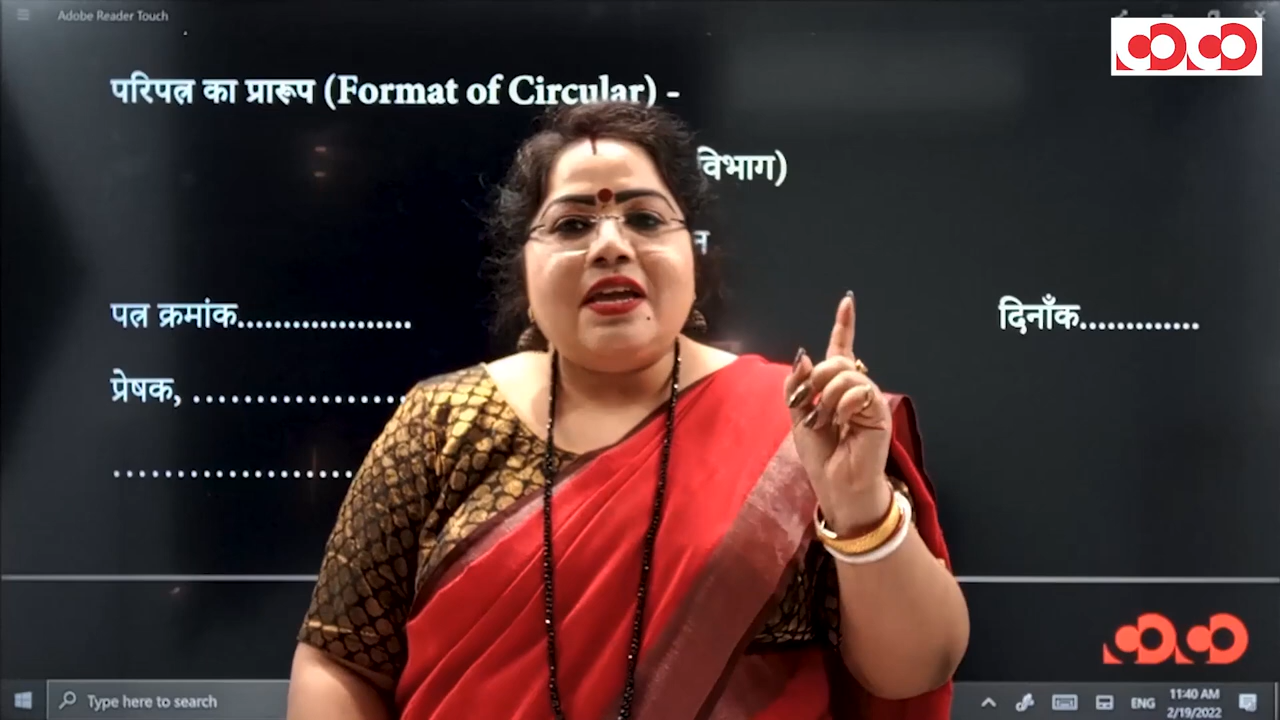 Adobe Reader Touch
परिपत्र का प्रारूप (Format of Circular) -
विभाग)
पत्र क्रमांक..................
दिनाँक.............
प्रेषक, .................
..................
Type here to search
ENG
11:40 AM
2/19/2022